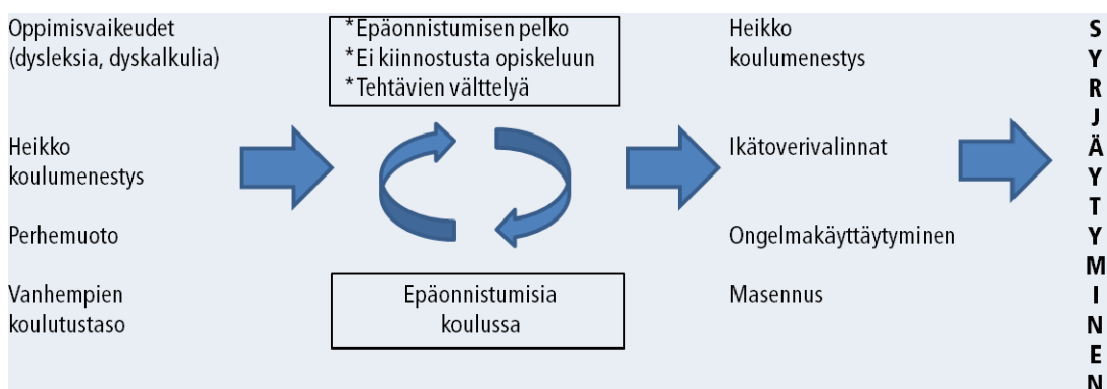 Oppimisvaikeudet
(dysleksia, dyskalkulia)
Heikko
koulumenestys
Perhemuoto
Vanhempien
koulutustaso
*Epäonnistumisen pelko
*Ei kiinnostusta opiskeluun
*Tehtävien välttelyä
Epäonnistumisia
koulussa
Heikko
koulumenestys
Ikätoverivalinnat
Ongelmakäyttäytyminen
Masennus
S
Y
R
J
Ä
Y
T
Y
M
I
N
E
N